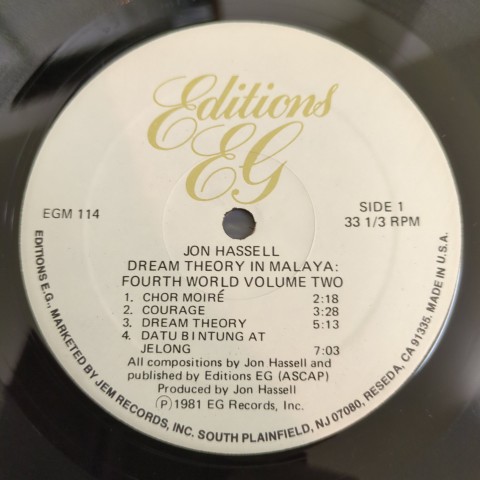 Editions
EG
EGM 114
SIDE 1
33 1/3 RPM
JON HASSELL
DREAM THEORY IN MALAYA:
FOURTH WORLD VOLUME TWO
1. CHOR MOIRÉ 2:18
2. COURAGE 3:28
3. DREAM THEORY 5:13
4. DATU BINTUNG AT
JELONG 7:03
All compositions by Jon Hassell and
published by Editions EG (ASCAP)
Produced by Jon Hassell
Ⓟ 1981 EG Records, Inc.
EDITIONS E.G., MARKETED BY JEM RECORDS, INC. SOUTH PLAINFIELD, NJ 07080, RESEDA, CA 91335. MADE IN U.S.A.